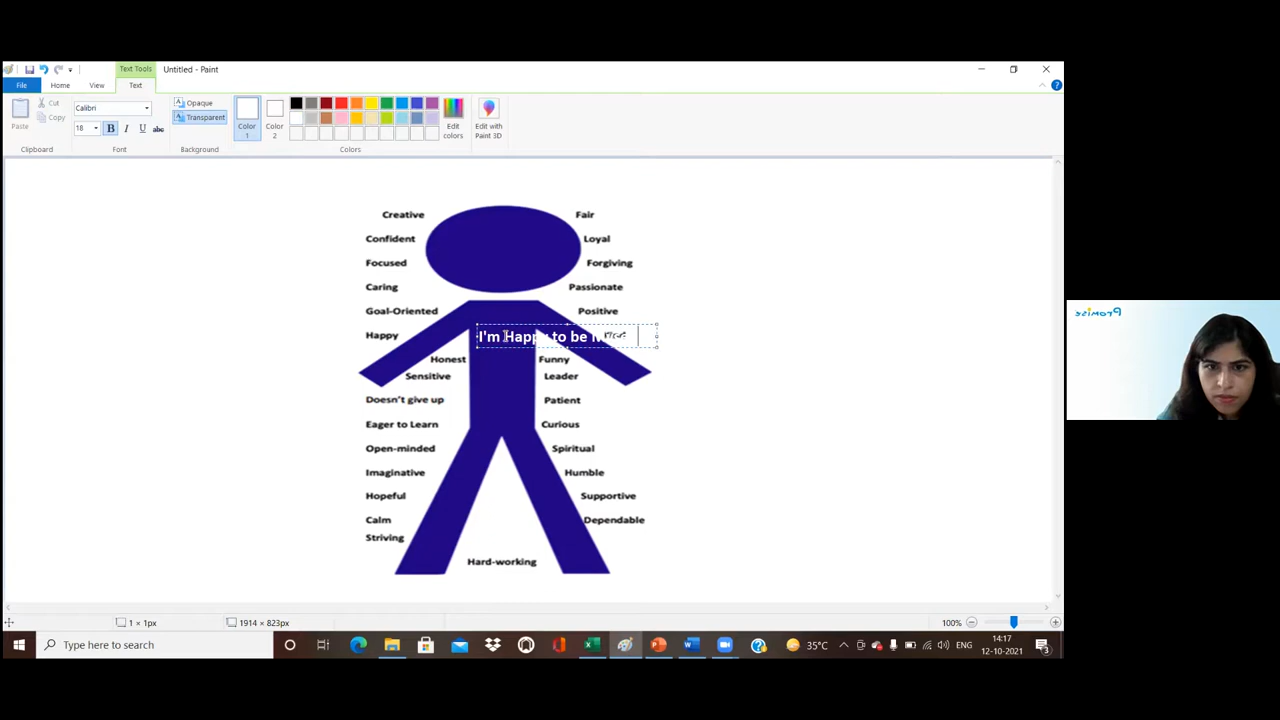 Text Tools
Untitled - Paint
File
Home
View
Text
Paste
Cut
Copy
Clipboard
Calibri
18
B I U abc
Font
Opaque
Transparent
Background
Color 1
Color 2
Edit colors
Colors
Edit with Paint 3D
Creative
Fair
Confident
Loyal
Focused
Forgiving
Caring
Passionate
Goal-Oriented
Positive
Happy
I'm Happy to be
Honest
Funny
Sensitive
Leader
Doesn't give up
Patient
Eager to Learn
Curious
Open-minded
Spiritual
Imaginative
Humble
Hopeful
Supportive
Calm
Dependable
Striving
Hard-working
1 × 1px
1914 × 823px
100%
Type here to search
35°C
ENG
14:17
12-10-2021
3
Promise